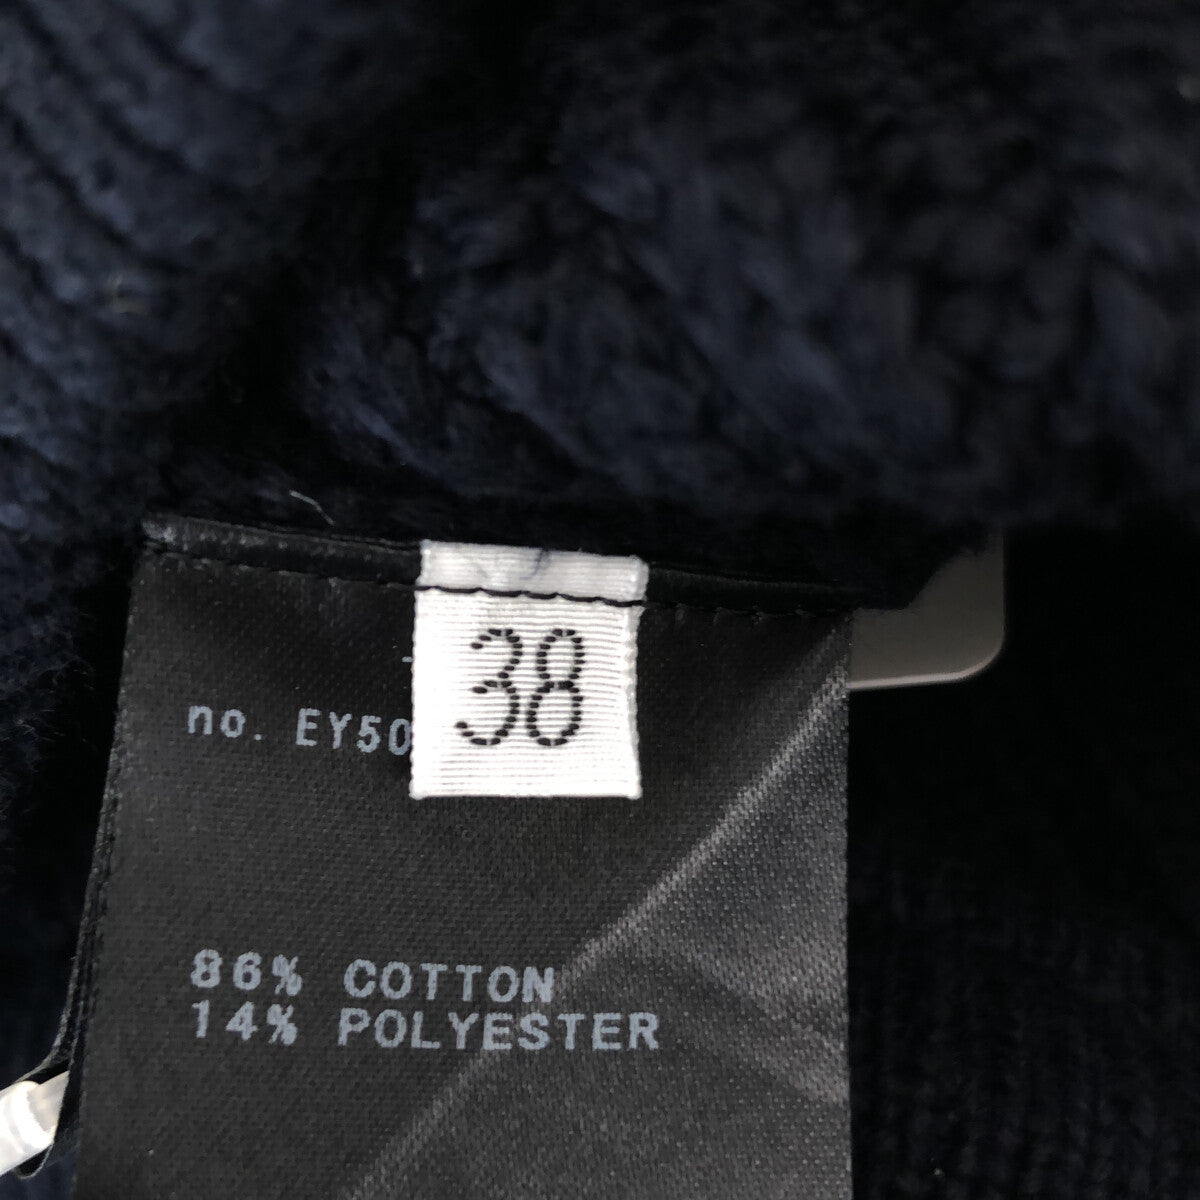 38
no. EY50
86% COTTON
14% POLYESTER